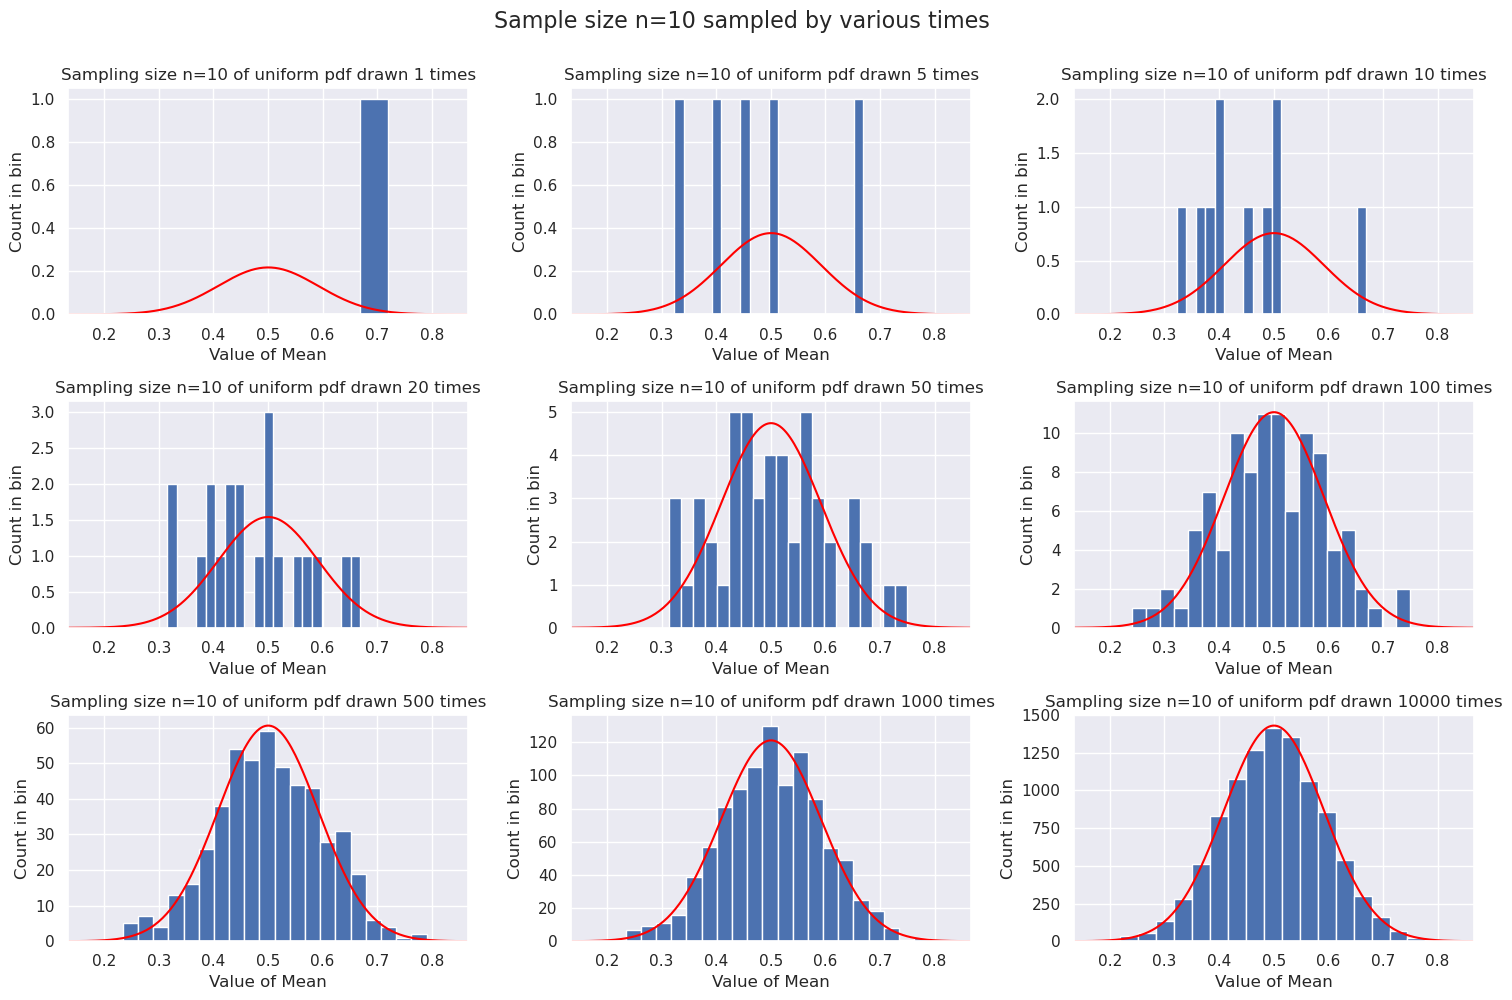 Sample size n=10 sampled by various times
Sampling size n=10 of uniform pdf drawn 1 times
Count in bin
1.0
0.8
0.6
0.4
0.2
0.0
0.2 0.3 0.4 0.5 0.6 0.7 0.8
Value of Mean
Sampling size n=10 of uniform pdf drawn 5 times
Count in bin
1.0
0.8
0.6
0.4
0.2
0.0
0.2 0.3 0.4 0.5 0.6 0.7 0.8
Value of Mean
Sampling size n=10 of uniform pdf drawn 10 times
Count in bin
2.0
1.5
1.0
0.5
0.0
0.2 0.3 0.4 0.5 0.6 0.7 0.8
Value of Mean
Sampling size n=10 of uniform pdf drawn 20 times
Count in bin
3.0
2.5
2.0
1.5
1.0
0.5
0.0
0.2 0.3 0.4 0.5 0.6 0.7 0.8
Value of Mean
Sampling size n=10 of uniform pdf drawn 50 times
Count in bin
5
4
3
2
1
0
0.2 0.3 0.4 0.5 0.6 0.7 0.8
Value of Mean
Sampling size n=10 of uniform pdf drawn 100 times
Count in bin
10
8
6
4
2
0
0.2 0.3 0.4 0.5 0.6 0.7 0.8
Value of Mean
Sampling size n=10 of uniform pdf drawn 500 times
Count in bin
60
50
40
30
20
10
0
0.2 0.3 0.4 0.5 0.6 0.7 0.8
Value of Mean
Sampling size n=10 of uniform pdf drawn 1000 times
Count in bin
120
100
80
60
40
20
0
0.2 0.3 0.4 0.5 0.6 0.7 0.8
Value of Mean
Sampling size n=10 of uniform pdf drawn 10000 times
Count in bin
1500
1250
1000
750
500
250
0
0.2 0.3 0.4 0.5 0.6 0.7 0.8
Value of Mean